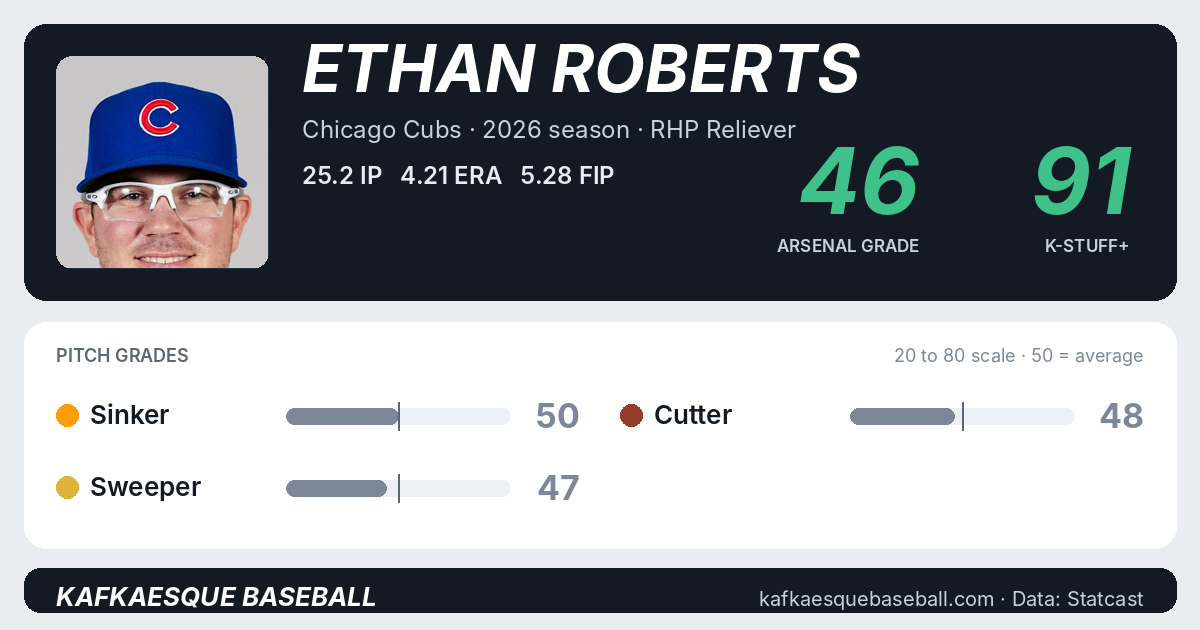 ETHAN ROBERTS
Chicago Cubs · 2026 season · RHP Reliever
25.2 IP 4.21 ERA 5.28 FIP
46 91
ARSENAL GRADE K-STUFF+
C
PITCH GRADES 20 to 80 scale · 50 = average
Sinker 50 Cutter 48
Sweeper 47
KAFKAESQUE BASEBALL kafkaesquebaseball.com · Data: Statcast